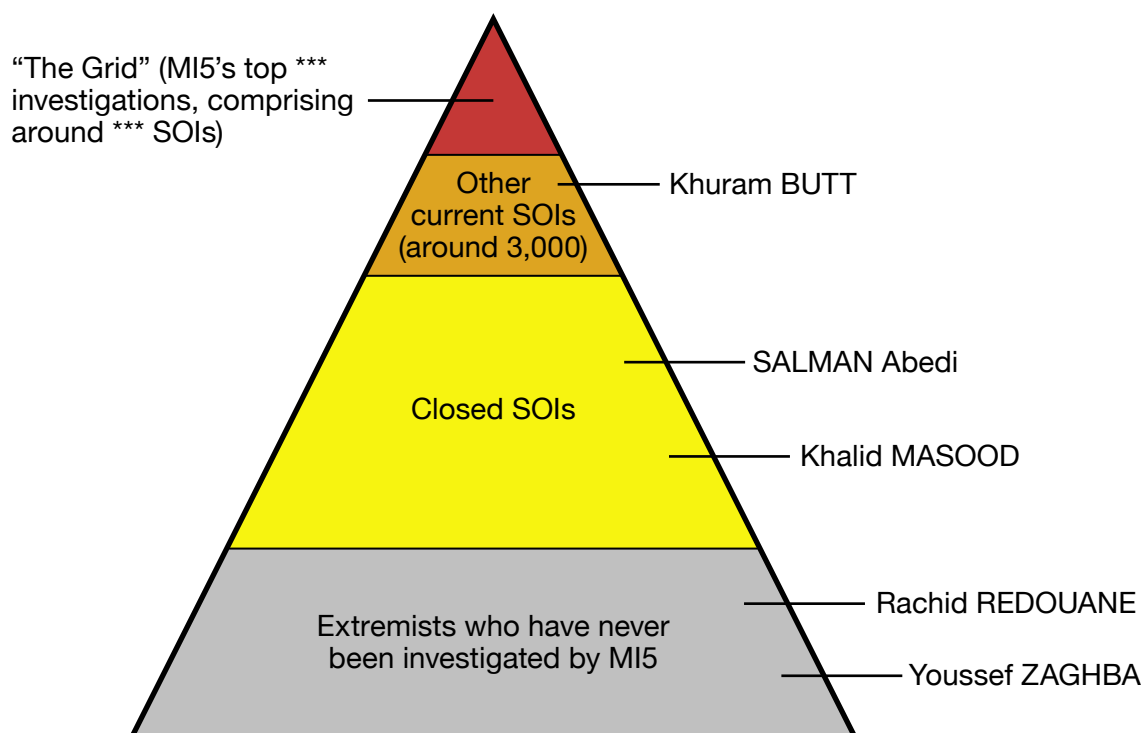 “The Grid” (MI5’s top ***
investigations, comprising
around *** SOIs)
Other
current SOIs
(around 3,000)
Khuram BUTT
SALMAN Abedi
Closed SOIs
Khalid MASOOD
Rachid REDOUANE
Extremists who have never
been investigated by MI5
Youssef ZAGHBA